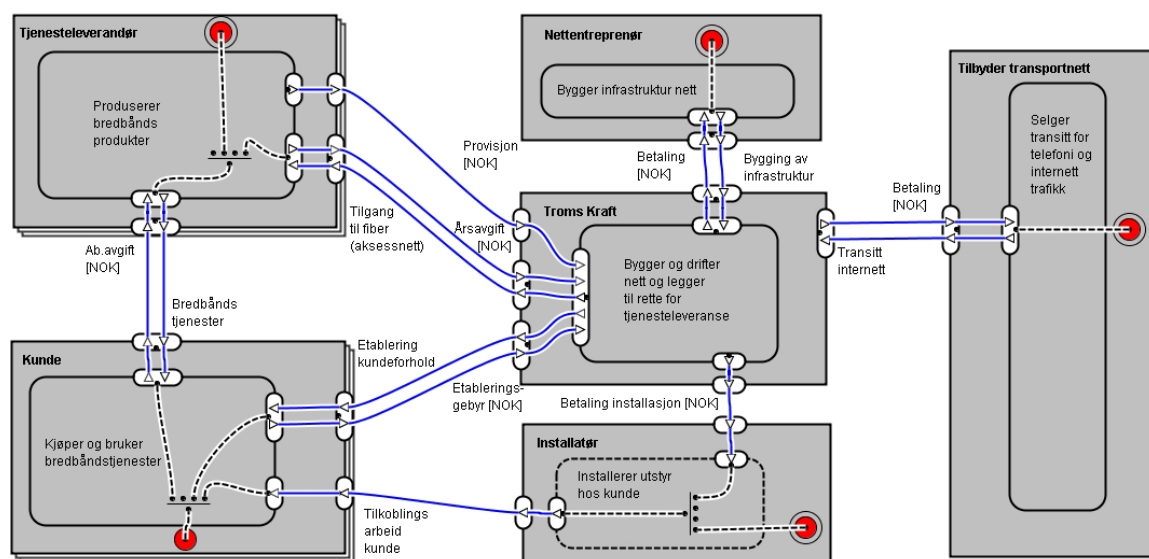 Tjenesteleverandør
Produserer
bredbånds
produkter
Nettentreprenør
Bygger infrastruktur nett
Tilbyder transportnett
Selger
transitt for
telefoni og
internett
trafikk
Provisjon
[NOK]
Betaling
[NOK]
Bygging av
infrastruktur
Betaling
[NOK]
Tilgang
til fiber
(aksessnett)
Årsavgift
[NOK]
Troms Kraft
Bygger og drifter
nett og legger
til rette for
tjenesteleveranse
Transitt
internett
Ab.avgift
[NOK]
Bredbånds
tjenester
Etablering
kundeforhold
Etablerings-
gebyr [NOK]
Betaling installasjon [NOK]
Kunde
Kjøper og bruker
bredbåndstjenester
Installatør
Installerer utstyr
hos kunde
Tilkoblings
arbeid
kunde